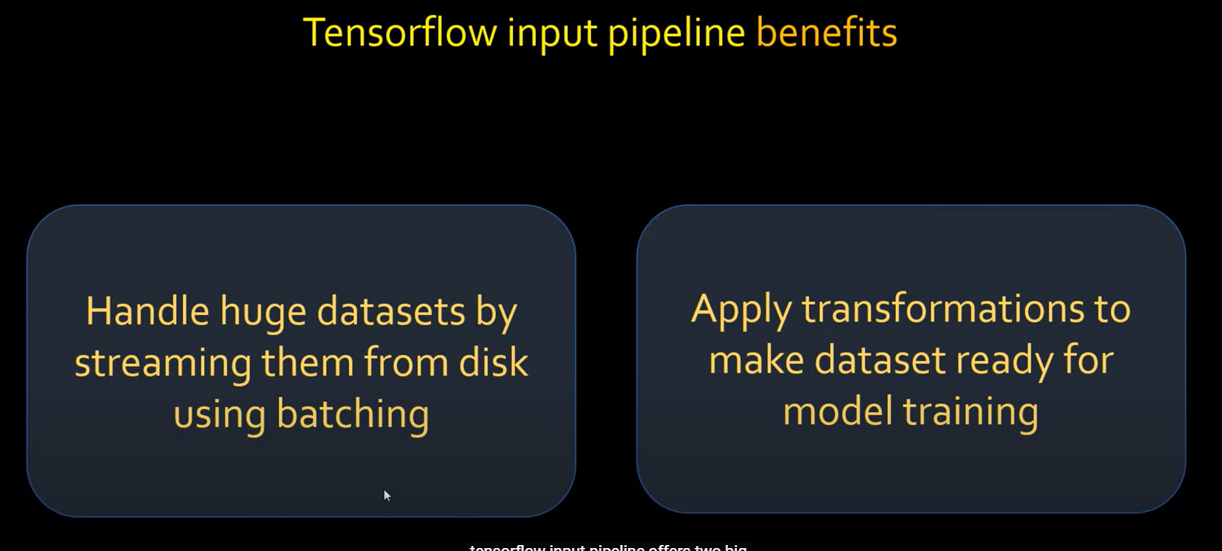 Tensorflow input pipeline benefits
Handle huge datasets by
streaming them from disk
using batching
Apply transformations to
make dataset ready for
model training
tensorflow input pipeline offers two big